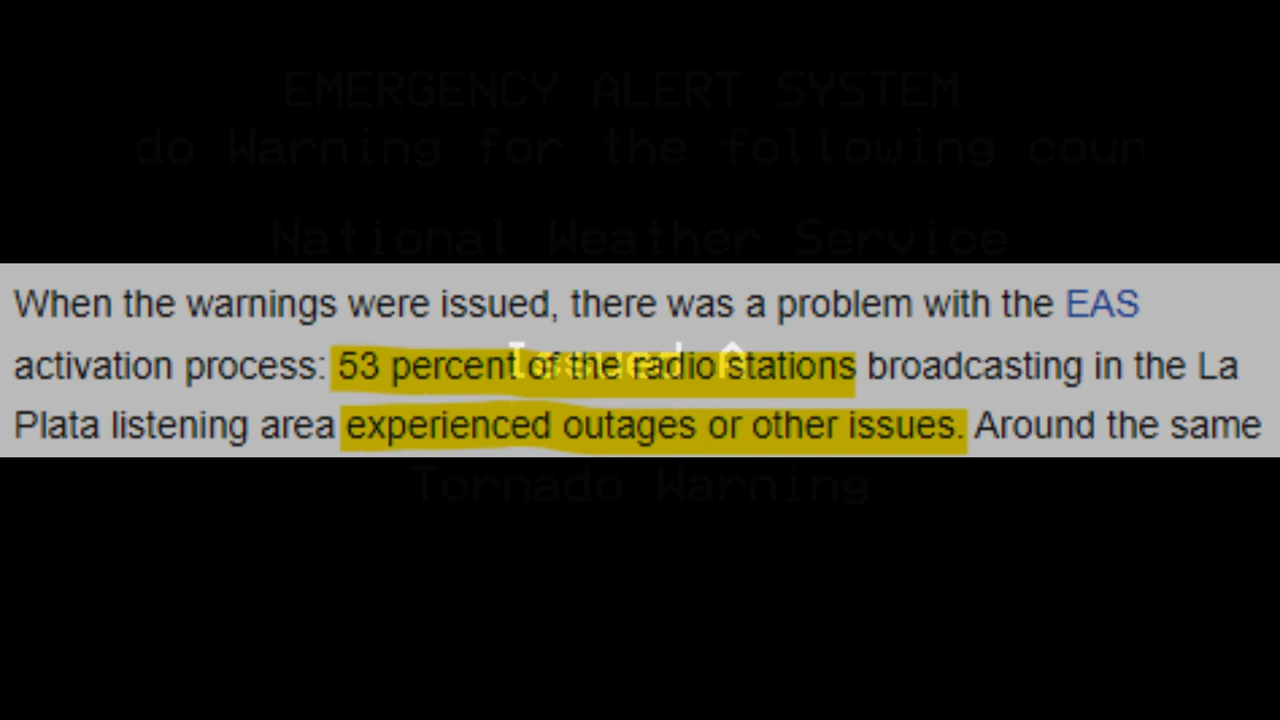 EMERGENCY ALERT SYSTEM
do Warning for the following coun
National Weather Service
When the warnings were issued, there was a problem with the EAS
Issued A
activation process: 53 percent of the radio stations broadcasting in the La
Plata listening area experienced outages or other issues. Around the same
Tornado Warning